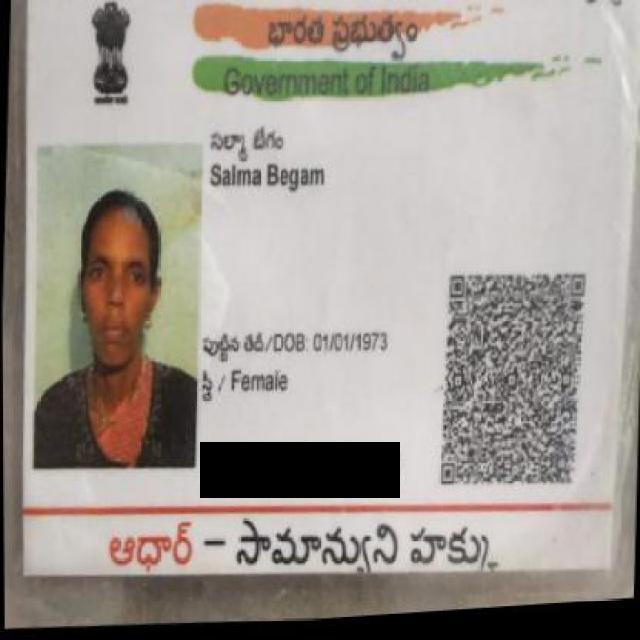 భారత ప్రభుత్వం
Government of India
సల్మా బేగం
Salma Begam
పుట్టిన తేదీ/DOB: 01/01/1973
స్త్రీ / Female
ఆధార్ – సామాన్యుని హక్కు